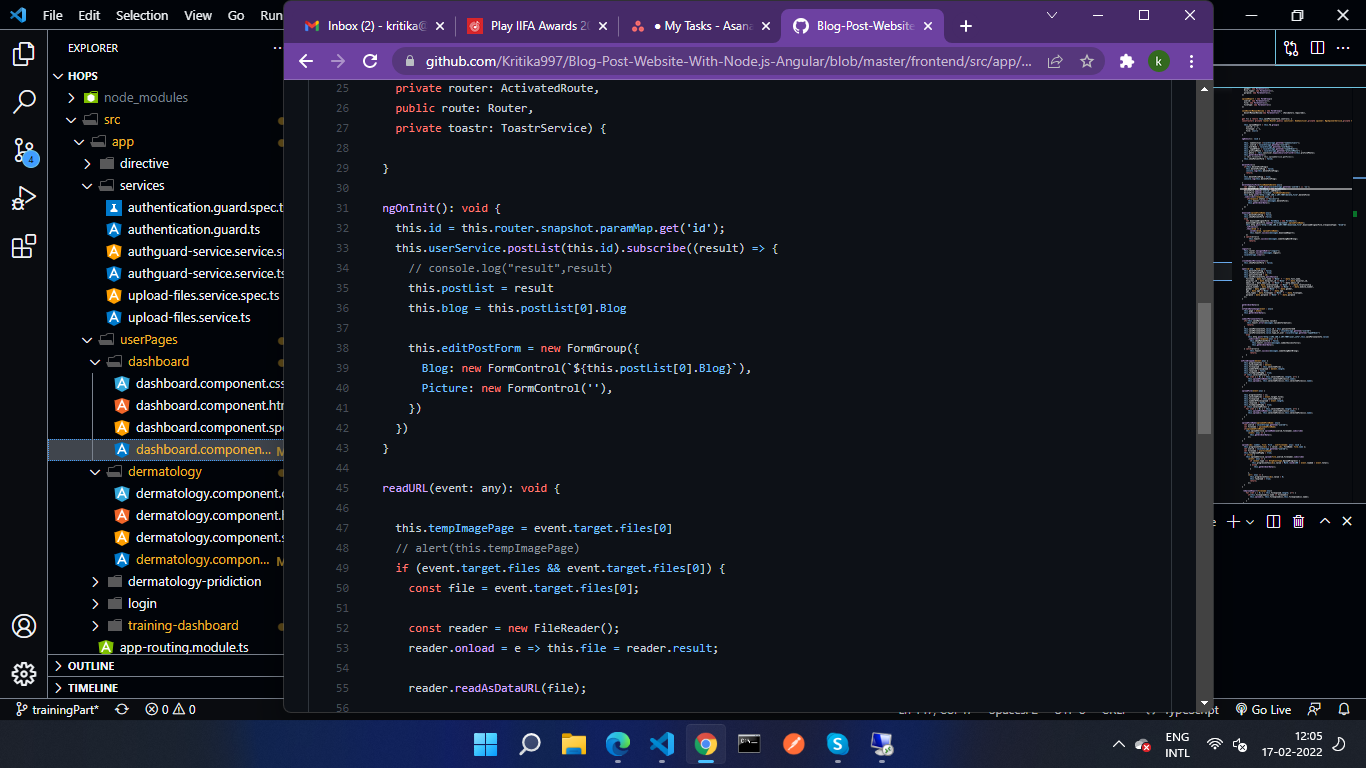 File Edit Selection View Go Run
Inbox (2) - kritika@
Play IIFA Awards 20
● My Tasks - Asana
Blog-Post-Website
github.com/Kritika997/Blog-Post-Website-With-Node.js-Angular/blob/master/frontend/src/app/...
k
EXPLORER
HOPS
node_modules
src
app
directive
services
authentication.guard.spec.t
authentication.guard.ts
authguard-service.service.sp
authguard-service.service.ts
upload-files.service.spec.ts
upload-files.service.ts
userPages
dashboard
dashboard.component.css
dashboard.component.htm
dashboard.component.spe
dashboard.componen... M
dermatology
dermatology.component.c
dermatology.component.h
dermatology.component.s
dermatology.compon... M
dermatology-pridiction
login
training-dashboard
app-routing.module.ts
OUTLINE
TIMELINE
4
25 private router: ActivatedRoute,
26 public route: Router,
27 private toastr: ToastrService) {
28
29 }
30
31 ngOnInit(): void {
32 this.id = this.router.snapshot.paramMap.get('id');
33 this.userService.postList(this.id).subscribe((result) => {
34 // console.log("result",result)
35 this.postList = result
36 this.blog = this.postList[0].Blog
37
38 this.editPostForm = new FormGroup({
39 Blog: new FormControl(`${this.postList[0].Blog}`),
40 Picture: new FormControl(''),
41 })
42 })
43 }
44
45 readURL(event: any): void {
46
47 this.tempImagePage = event.target.files[0]
48 // alert(this.tempImagePage)
49 if (event.target.files && event.target.files[0]) {
50 const file = event.target.files[0];
51
52 const reader = new FileReader();
53 reader.onload = e => this.file = reader.result;
54
55 reader.readAsDataURL(file);
56
trainingPart* 0 0
TypeScript Go Live
ENG
INTL
12:05
17-02-2022